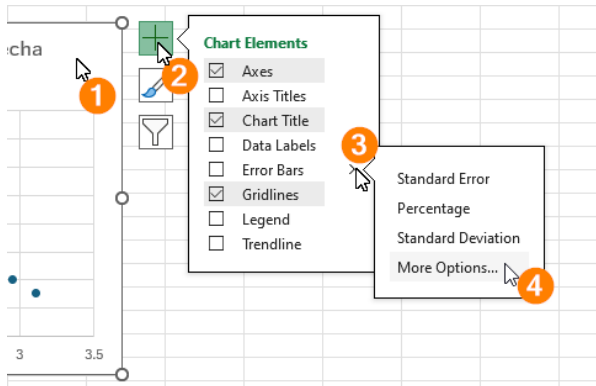 echa
1
2
Chart Elements
Axes
Axis Titles
Chart Title
Data Labels
Error Bars
Gridlines
Legend
Trendline
3
Standard Error
Percentage
Standard Deviation
More Options...
4
3 3.5